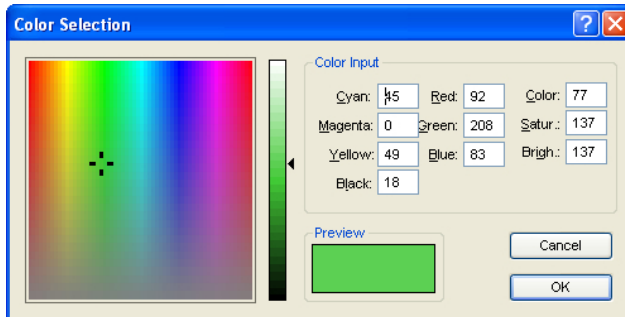 Color Selection
Color Input
Cyan: 45 Red: 92 Color: 77
Magenta: 0 Green: 208 Satur.: 137
Yellow: 49 Blue: 83 Brigh.: 137
Black: 18
Preview
Cancel
OK